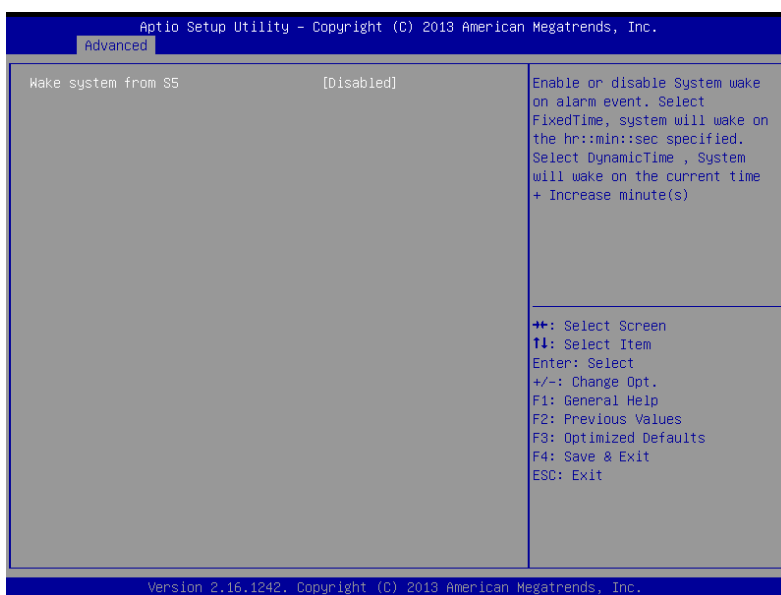 Aptio Setup Utility – Copyright (C) 2013 American Megatrends, Inc.
Advanced
Wake system from S5 [Disabled]
Enable or disable System wake
on alarm event. Select
FixedTime, system will wake on
the hr::min::sec specified.
Select DynamicTime , System
will wake on the current time
+ Increase minute(s)
→←: Select Screen
↑↓: Select Item
Enter: Select
+/-: Change Opt.
F1: General Help
F2: Previous Values
F3: Optimized Defaults
F4: Save & Exit
ESC: Exit
Version 2.16.1242. Copyright (C) 2013 American Megatrends, Inc.